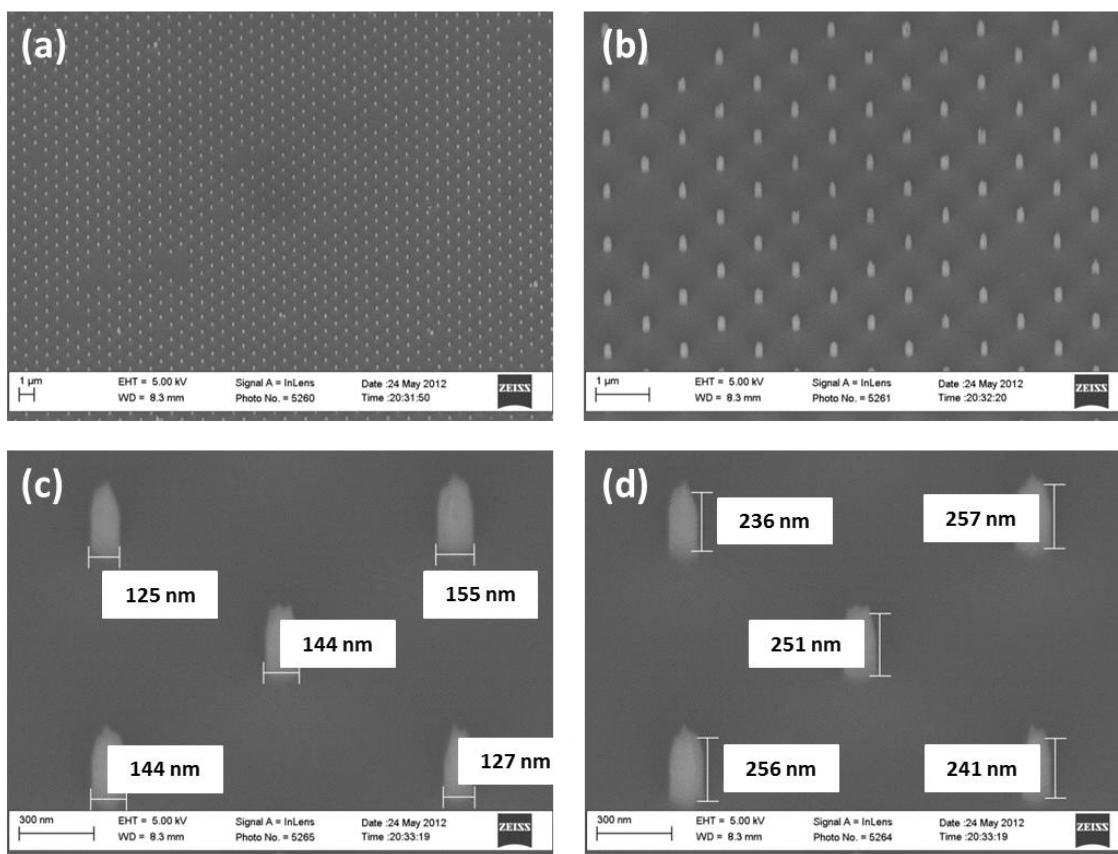 (a)
1 µm
EHT = 5.00 kV
WD = 8.3 mm
Signal A = InLens
Photo No. = 5260
Date :24 May 2012
Time :20:31:50
ZEISS
(b)
1 µm
EHT = 5.00 kV
WD = 8.3 mm
Signal A = InLens
Photo No. = 5261
Date :24 May 2012
Time :20:32:20
ZEISS
(c)
125 nm
155 nm
144 nm
144 nm
127 nm
300 nm
EHT = 5.00 kV
WD = 8.3 mm
Signal A = InLens
Photo No. = 5265
Date :24 May 2012
Time :20:33:19
ZEISS
(d)
236 nm
257 nm
251 nm
256 nm
241 nm
300 nm
EHT = 5.00 kV
WD = 8.3 mm
Signal A = InLens
Photo No. = 5264
Date :24 May 2012
Time :20:33:19
ZEISS